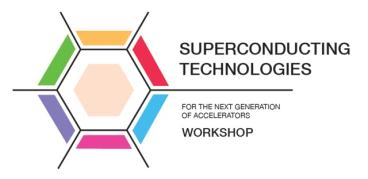 SUPERCONDUCTING
TECHNOLOGIES
FOR THE NEXT GENERATION
OF ACCELERATORS
WORKSHOP